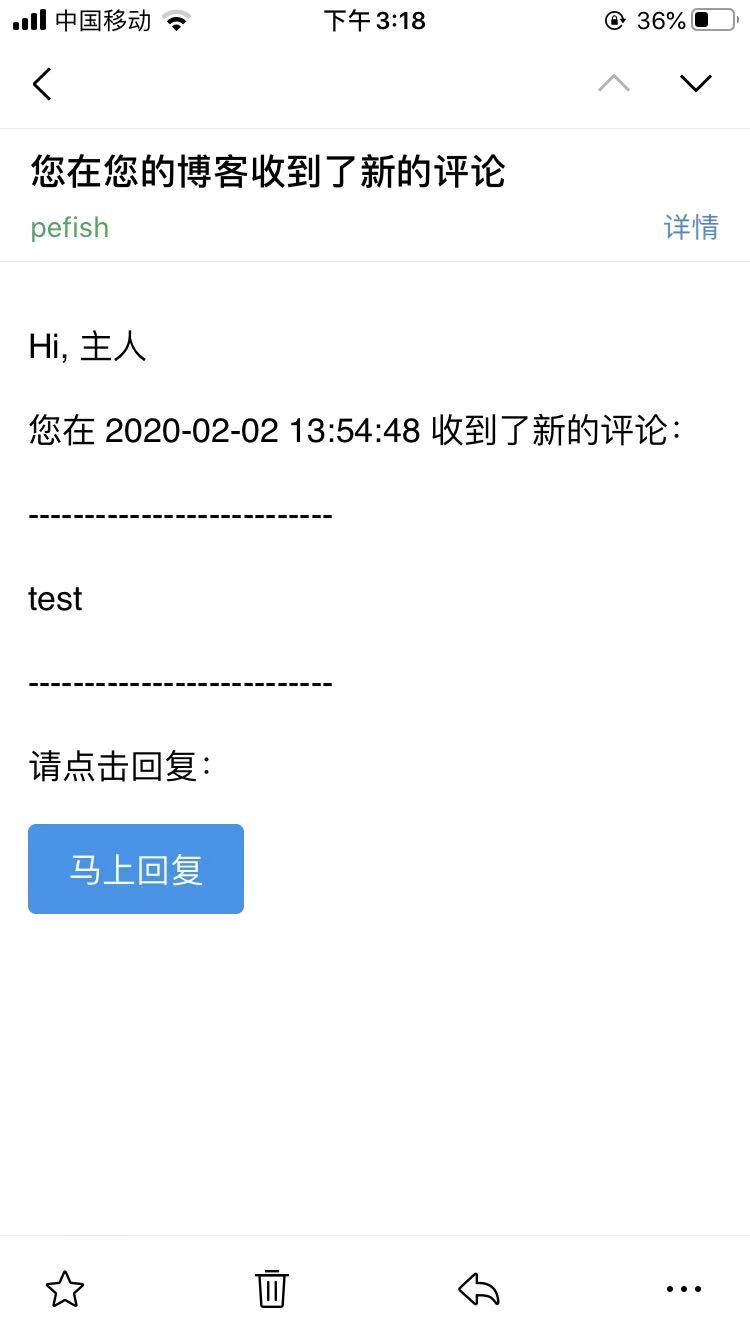 中国移动 下午 3:18 36%
您在您的博客收到了新的评论
pefish 详情
Hi, 主人
您在 2020-02-02 13:54:48 收到了新的评论：
---------------------------
test
---------------------------
请点击回复：
马上回复